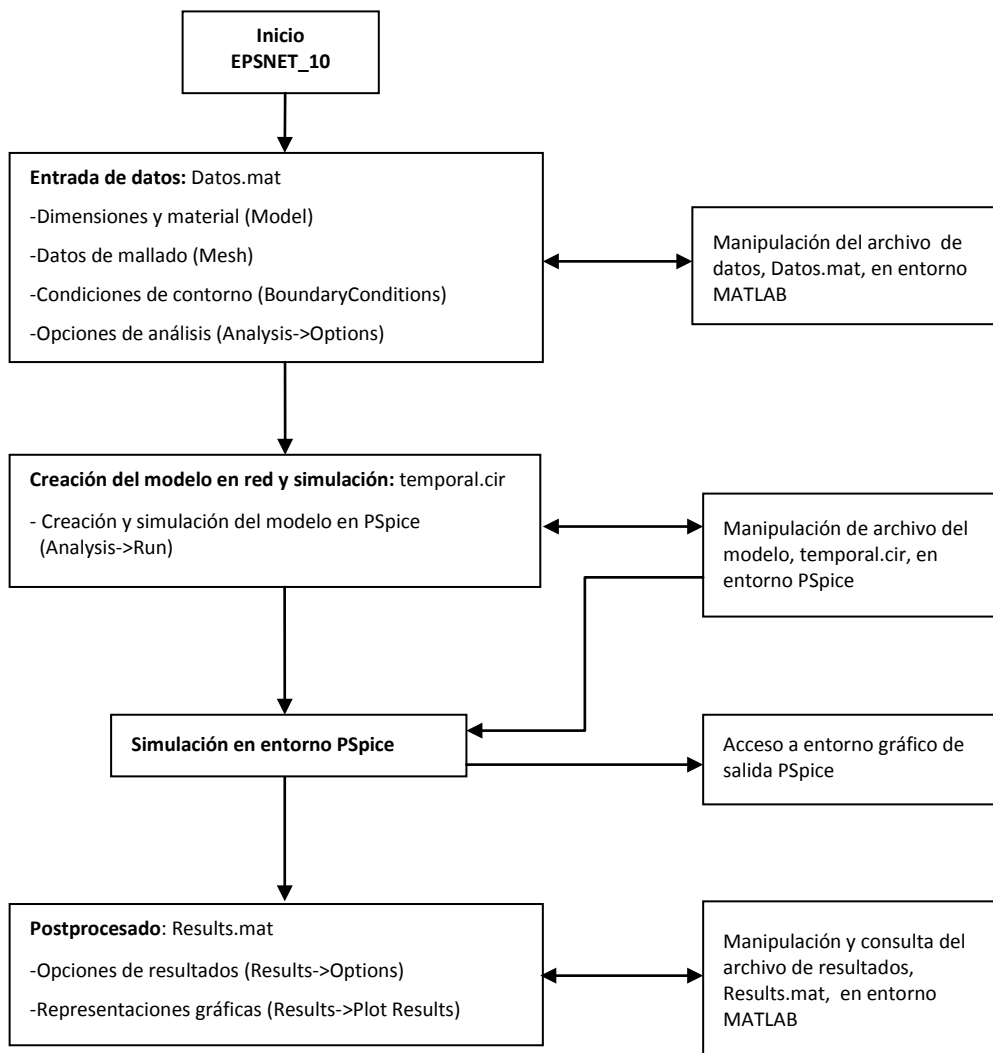 Inicio
EPSNET_10
Entrada de datos: Datos.mat
-Dimensiones y material (Model)
-Datos de mallado (Mesh)
-Condiciones de contorno (BoundaryConditions)
-Opciones de análisis (Analysis->Options)
Manipulación del archivo de
datos, Datos.mat, en entorno
MATLAB
Creación del modelo en red y simulación: temporal.cir
- Creación y simulación del modelo en PSpice
(Analysis->Run)
Manipulación de archivo del
modelo, temporal.cir, en
entorno PSpice
Simulación en entorno PSpice
Acceso a entorno gráfico de
salida PSpice
Postprocesado: Results.mat
-Opciones de resultados (Results->Options)
-Representaciones gráficas (Results->Plot Results)
Manipulación y consulta del
archivo de resultados,
Results.mat, en entorno
MATLAB